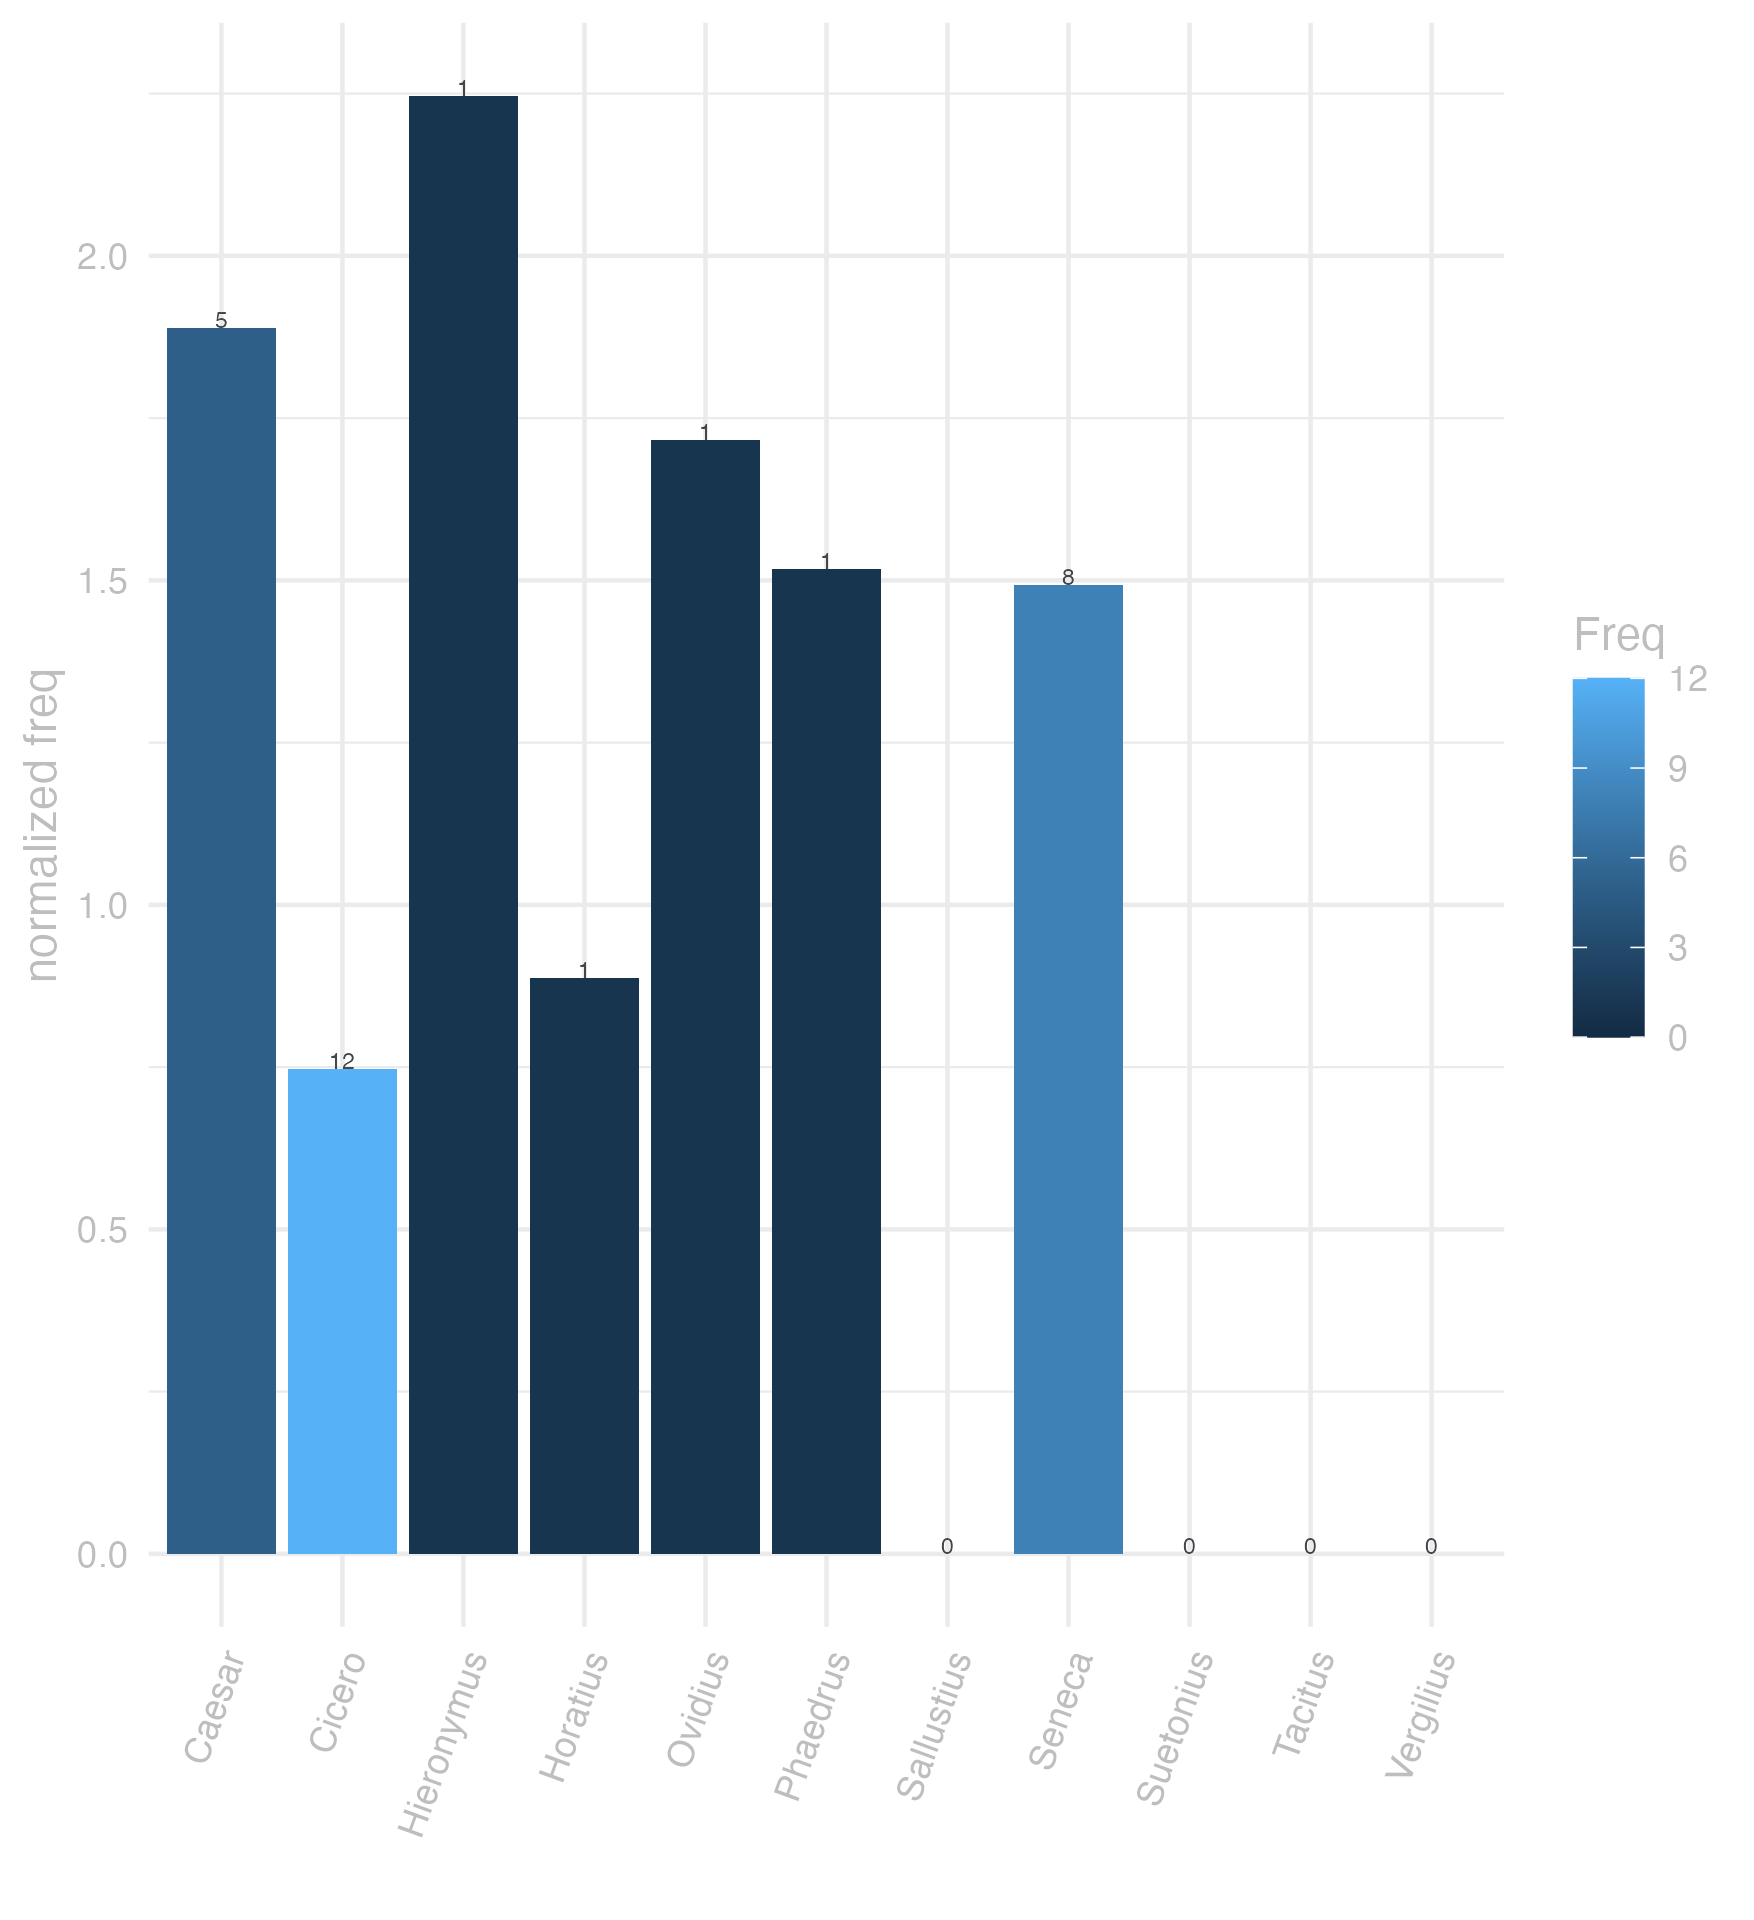 1
2.0
5
1
1.5
1
8
Freq
12
9
6
3
0
normalized freq
1.0
1
12
0.5
0.0
0
0
0
0
Caesar
Cicero
Hieronymus
Horatius
Ovidius
Phaedrus
Sallustius
Seneca
Suetonius
Tacitus
Vergilius